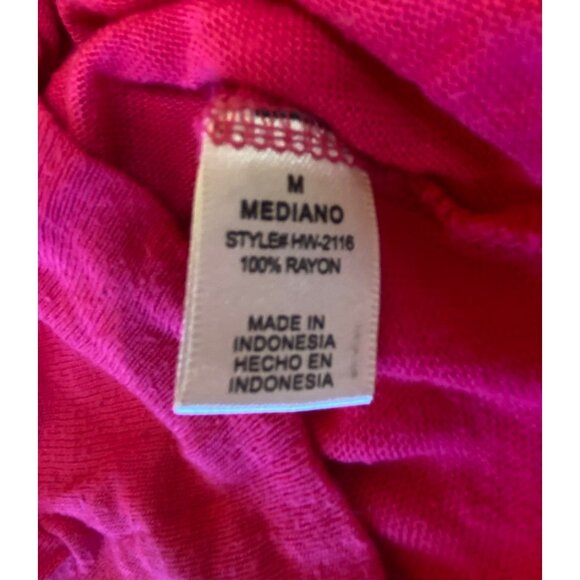 M
MEDIANO
STYLE# HW-2116
100% RAYON
MADE IN
INDONESIA
HECHO EN
INDONESIA